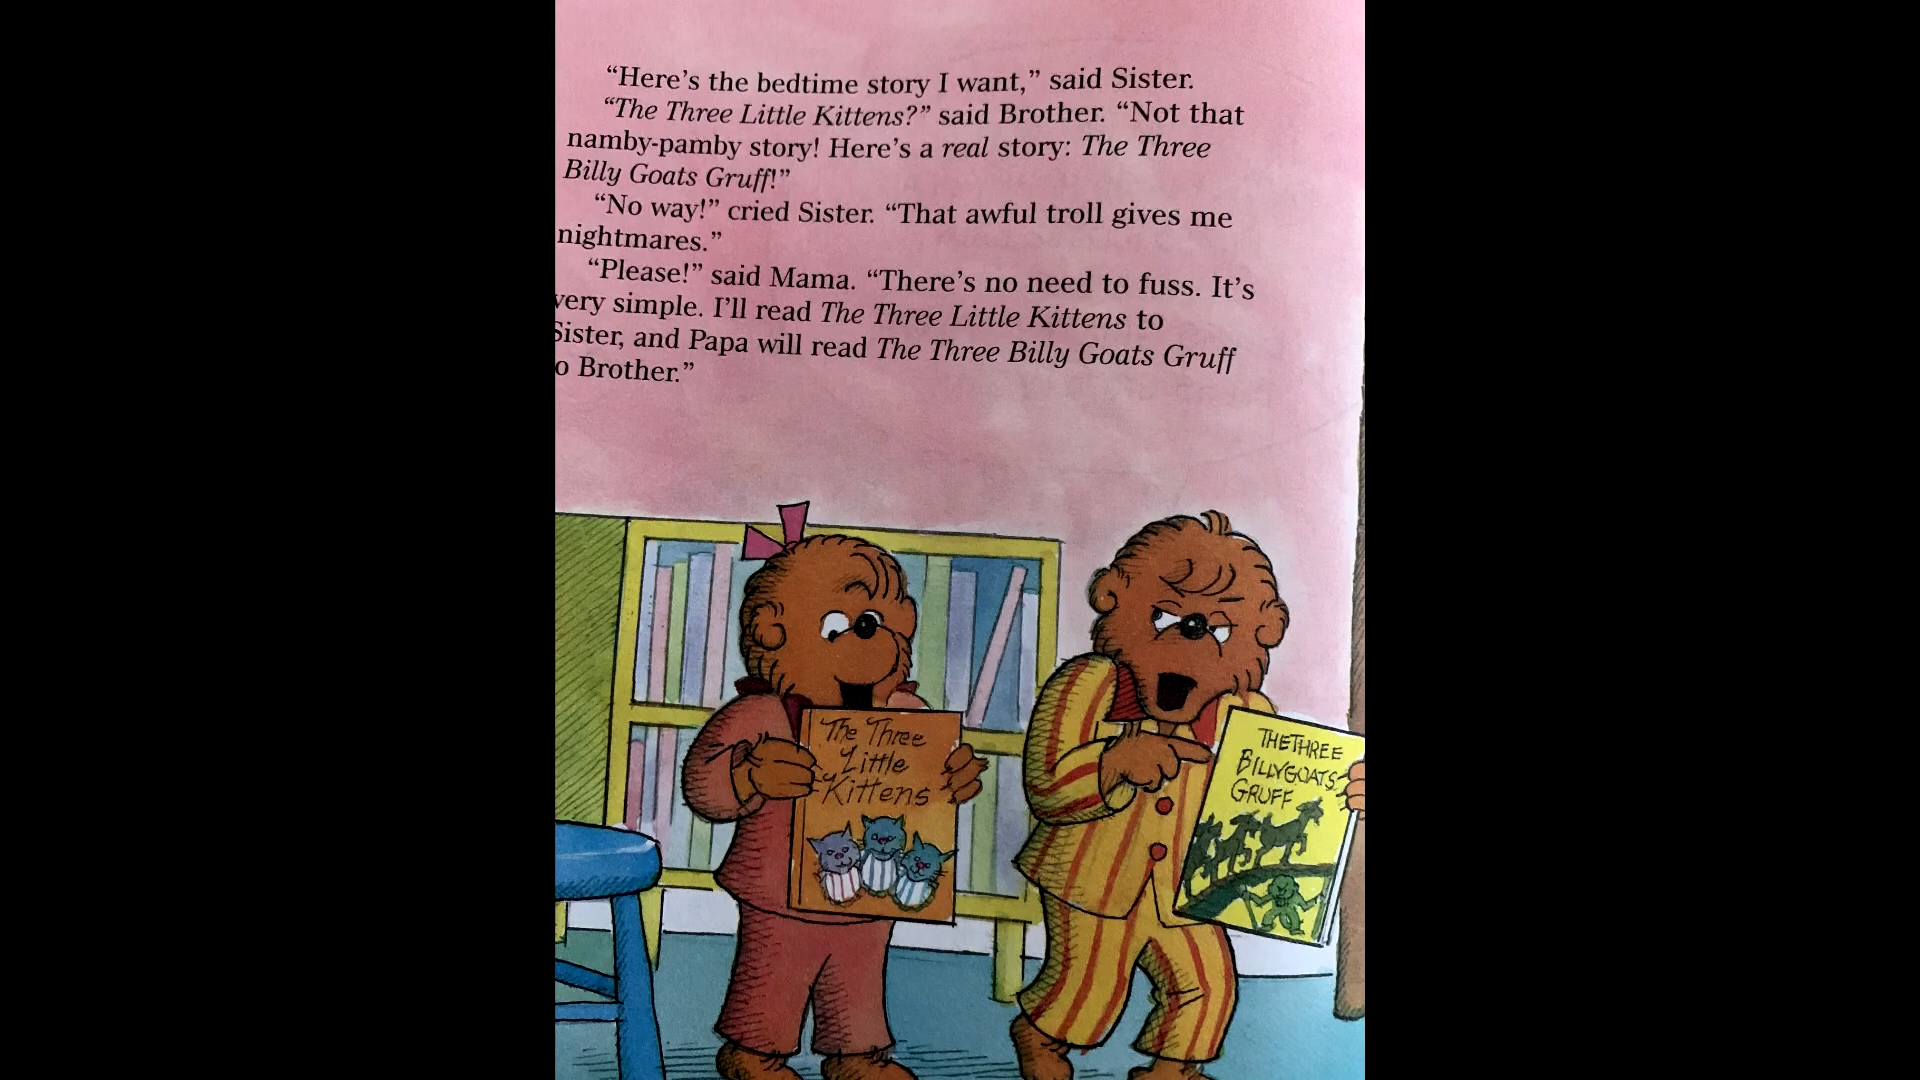 “Here’s the bedtime story I want,” said Sister.
“The Three Little Kittens?” said Brother. “Not that
namby-pamby story! Here’s a real story: The Three
Billy Goats Gruff!”
“No way!” cried Sister. “That awful troll gives me
nightmares.”
“Please!” said Mama. “There’s no need to fuss. It’s
very simple. I’ll read The Three Little Kittens to
Sister, and Papa will read The Three Billy Goats Gruff
o Brother.”
The Three
Little
Kittens
THE THREE
BILLY GOATS
GRUFF